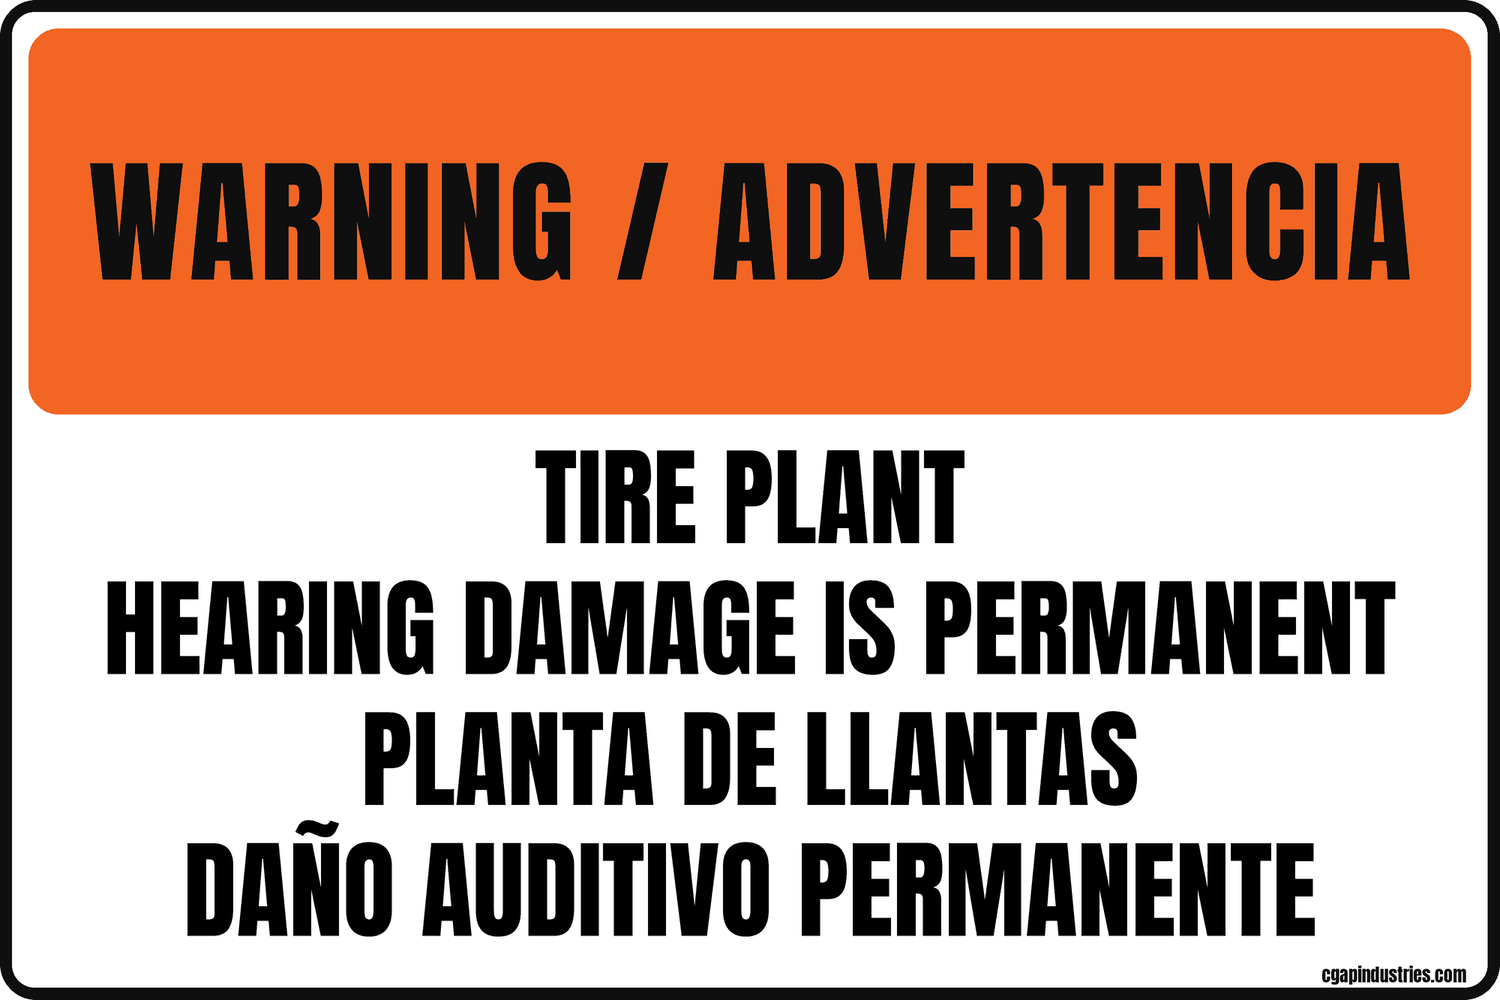 WARNING / ADVERTENCIA
TIRE PLANT
HEARING DAMAGE IS PERMANENT
PLANTA DE LLANTAS
DAÑO AUDITIVO PERMANENTE
cgapindustries.com